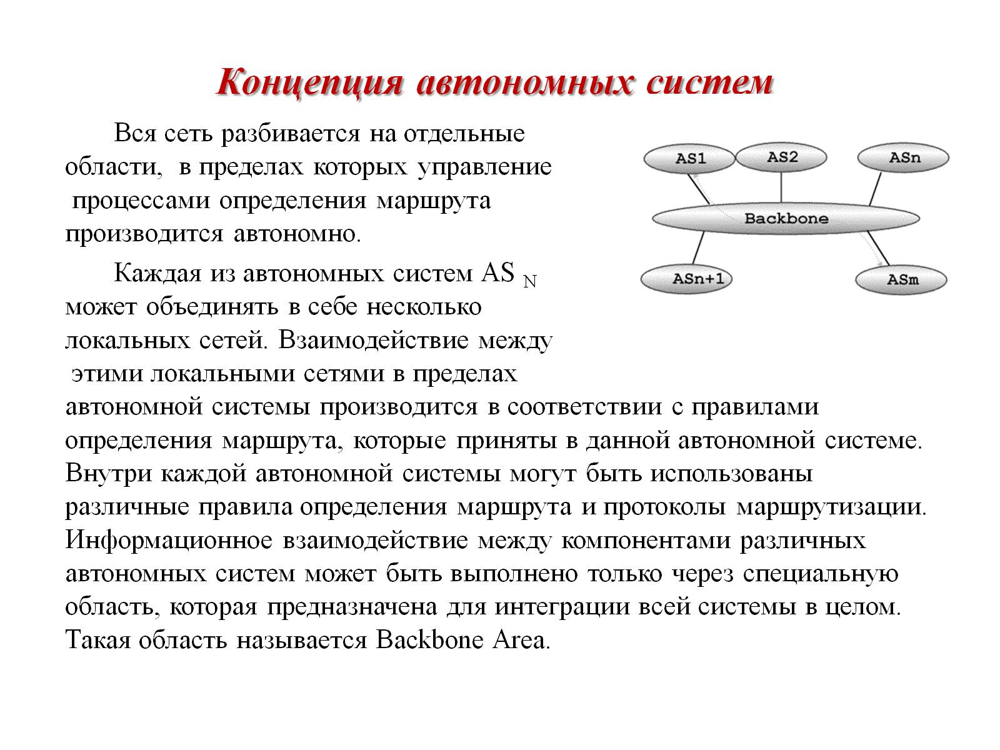 Концепция автономных систем
Вся сеть разбивается на отдельные
области, в пределах которых управление
процессами определения маршрута
производится автономно.
Каждая из автономных систем AS N
может объединять в себе несколько
локальных сетей. Взаимодействие между
этими локальными сетями в пределах
автономной системы производится в соответствии с правилами
определения маршрута, которые приняты в данной автономной системе.
Внутри каждой автономной системы могут быть использованы
различные правила определения маршрута и протоколы маршрутизации.
Информационное взаимодействие между компонентами различных
автономных систем может быть выполнено только через специальную
область, которая предназначена для интеграции всей системы в целом.
Такая область называется Backbone Area.
AS1 AS2 ASn
Backbone
ASn+1 ASm